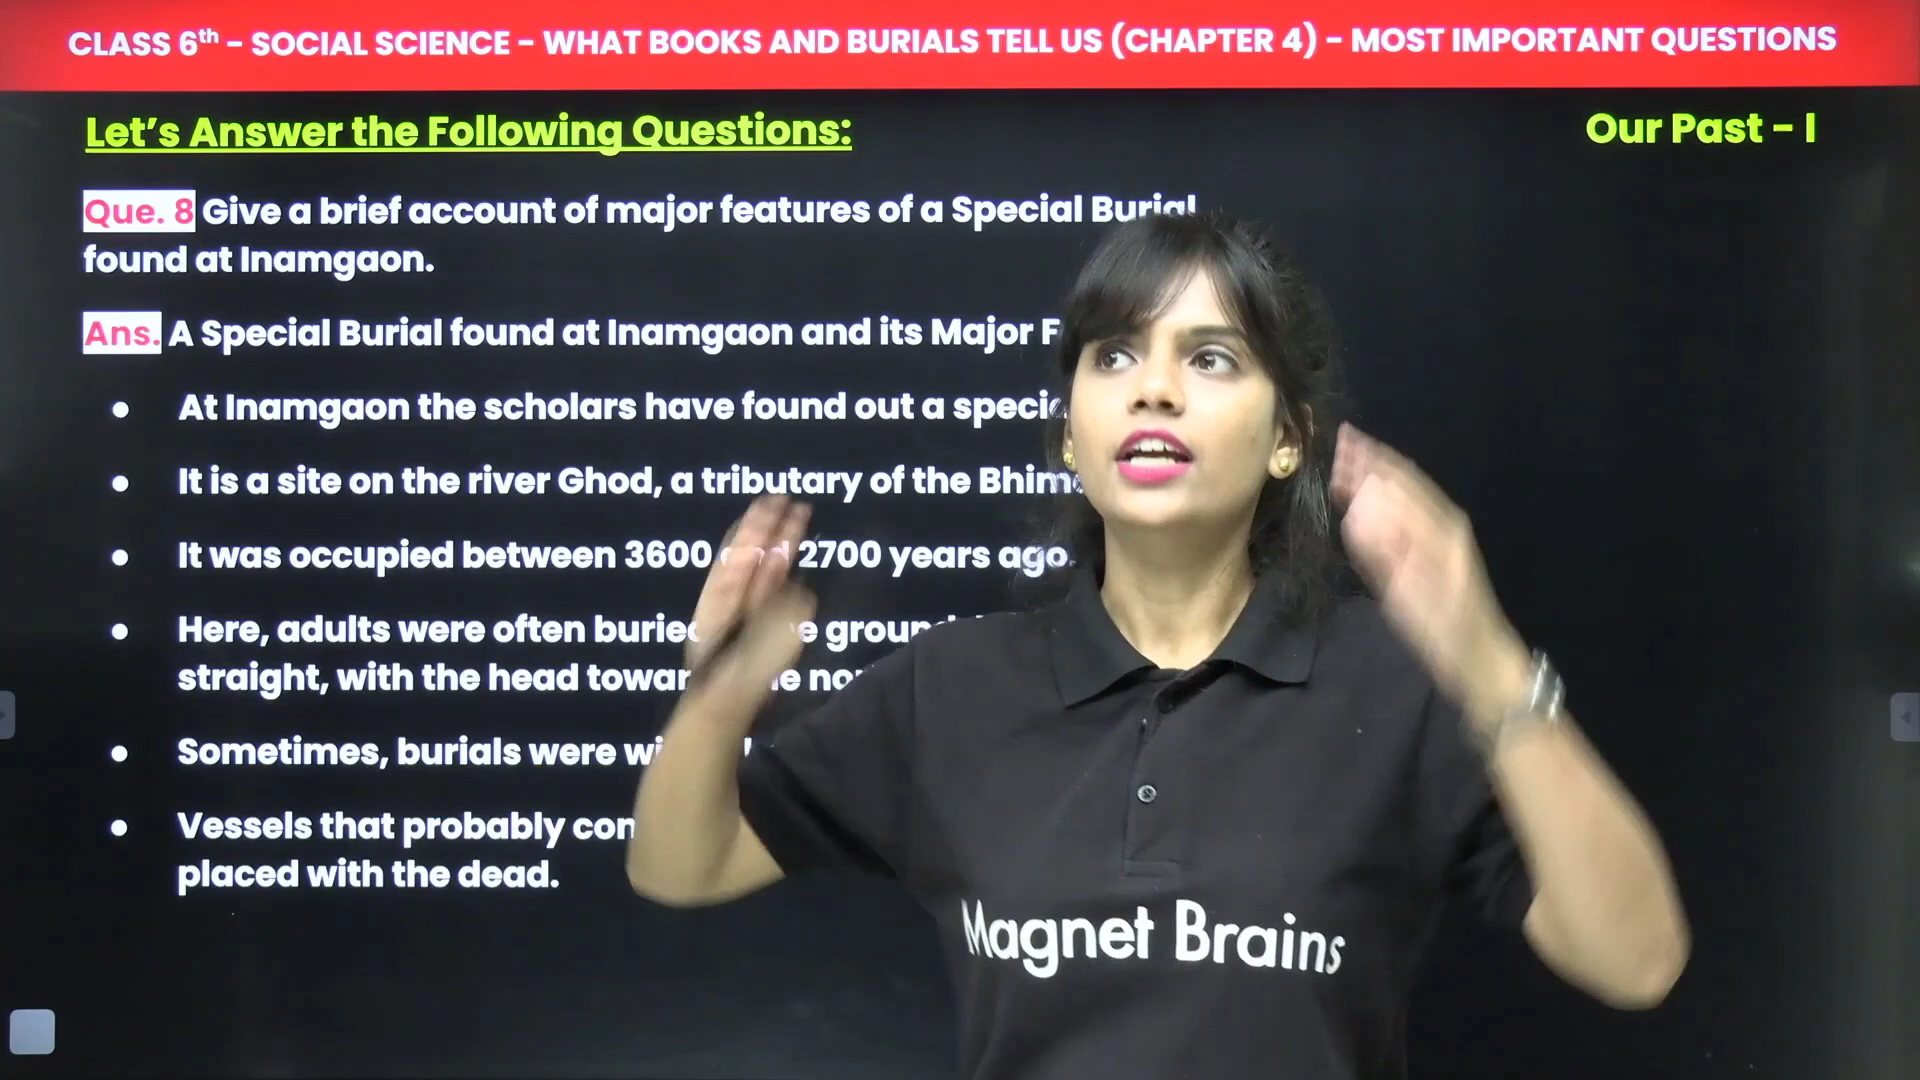 CLASS 6th - SOCIAL SCIENCE - WHAT BOOKS AND BURIALS TELL US (CHAPTER 4) - MOST IMPORTANT QUESTIONS
Let's Answer the Following Questions:
Our Past - I
Que. 8 Give a brief account of major features of a Special Burial
found at Inamgaon.
Ans. A Special Burial found at Inamgaon and its Major
● At Inamgaon the scholars have found out a
● It is a site on the river Ghod, a tributary of the
● It was occupied between 3600 2700 years ago.
● Here, adults were often
straight, with the head
● Sometimes, burials were
● Vessels that probably
placed with the dead.
Magnet Brains